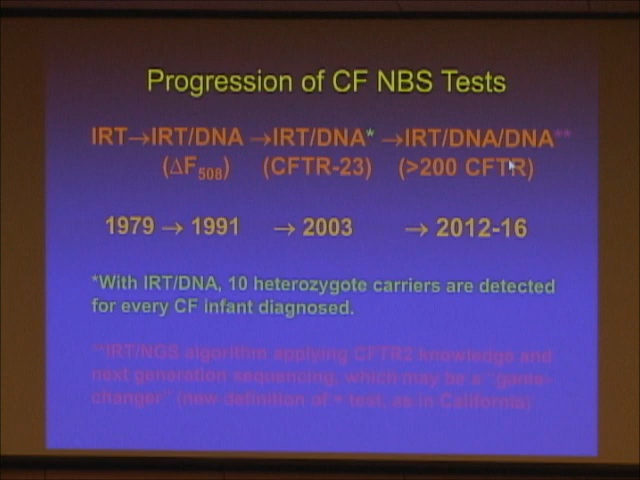 Progression of CF NBS Tests
IRT→IRT/DNA →IRT/DNA* →IRT/DNA/DNA**
(ΔF508) (CFTR-23) (>200 CFTR)
1979 → 1991 → 2003 → 2012-16
*With IRT/DNA, 10 heterozygote carriers are detected
for every CF infant diagnosed.
**IRT/NGS algorithm applying CFTR2 knowledge and
next generation sequencing, which may be a "game-
changer" (new definition of + test, as in California)